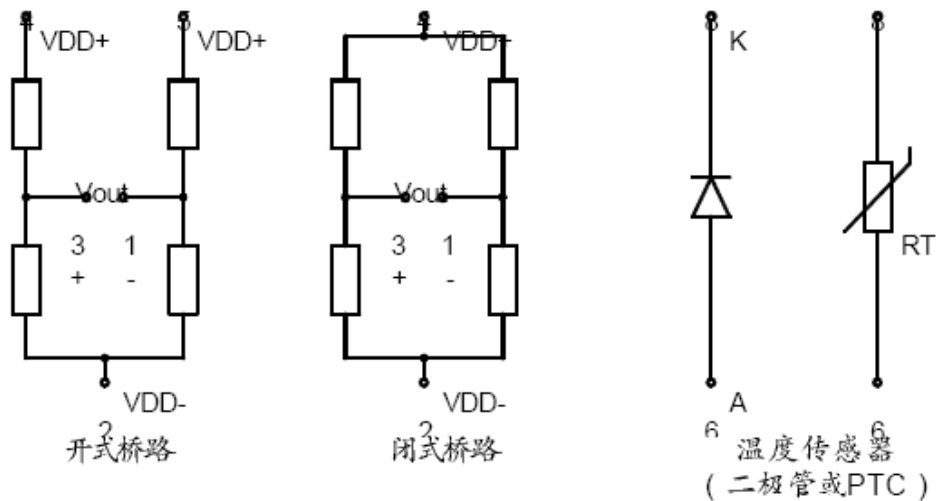 4 5 4 8 8
VDD+ VDD+ VDD+ K
Vout Vout
3 1 3 1
+ - + - RT
VDD- VDD- A
2 2 6 6
开式桥路 闭式桥路 温度传感器
(二极管或PTC)